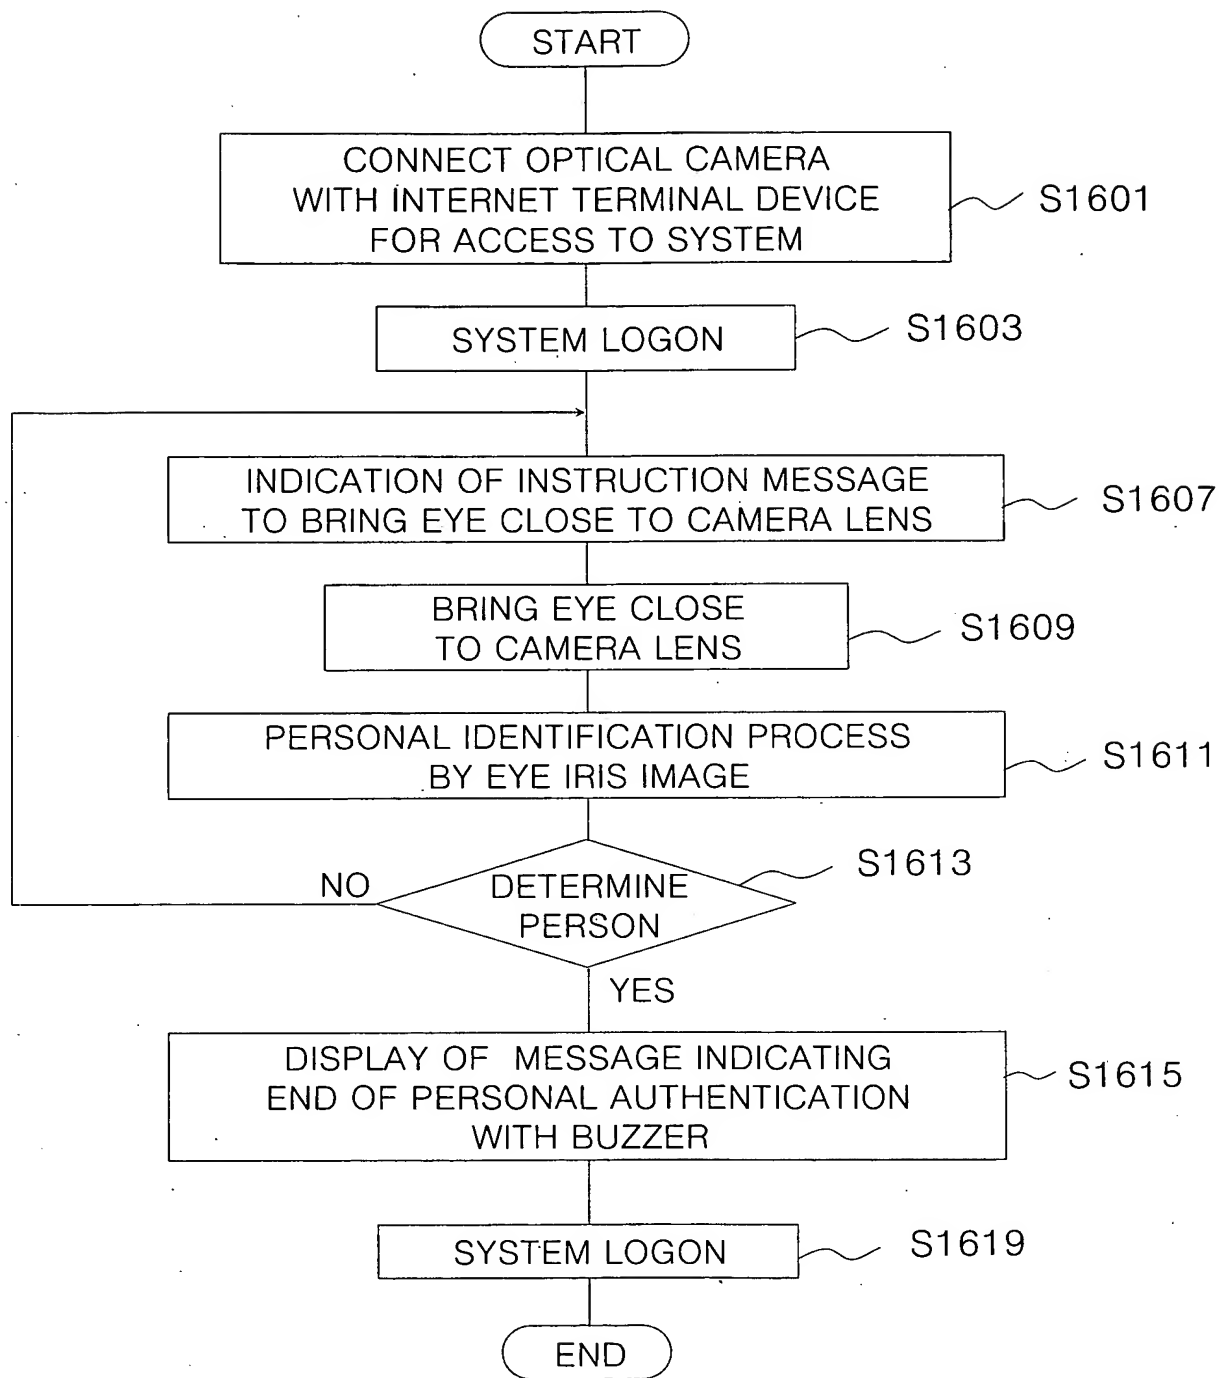 START
CONNECT OPTICAL CAMERA
WITH INTERNET TERMINAL DEVICE
FOR ACCESS TO SYSTEM
S1601
SYSTEM LOGON
S1603
INDICATION OF INSTRUCTION MESSAGE
TO BRING EYE CLOSE TO CAMERA LENS
S1607
BRING EYE CLOSE
TO CAMERA LENS
S1609
PERSONAL IDENTIFICATION PROCESS
BY EYE IRIS IMAGE
S1611
S1613
NO
DETERMINE
PERSON
YES
DISPLAY OF MESSAGE INDICATING
END OF PERSONAL AUTHENTICATION
WITH BUZZER
S1615
SYSTEM LOGON
S1619
END